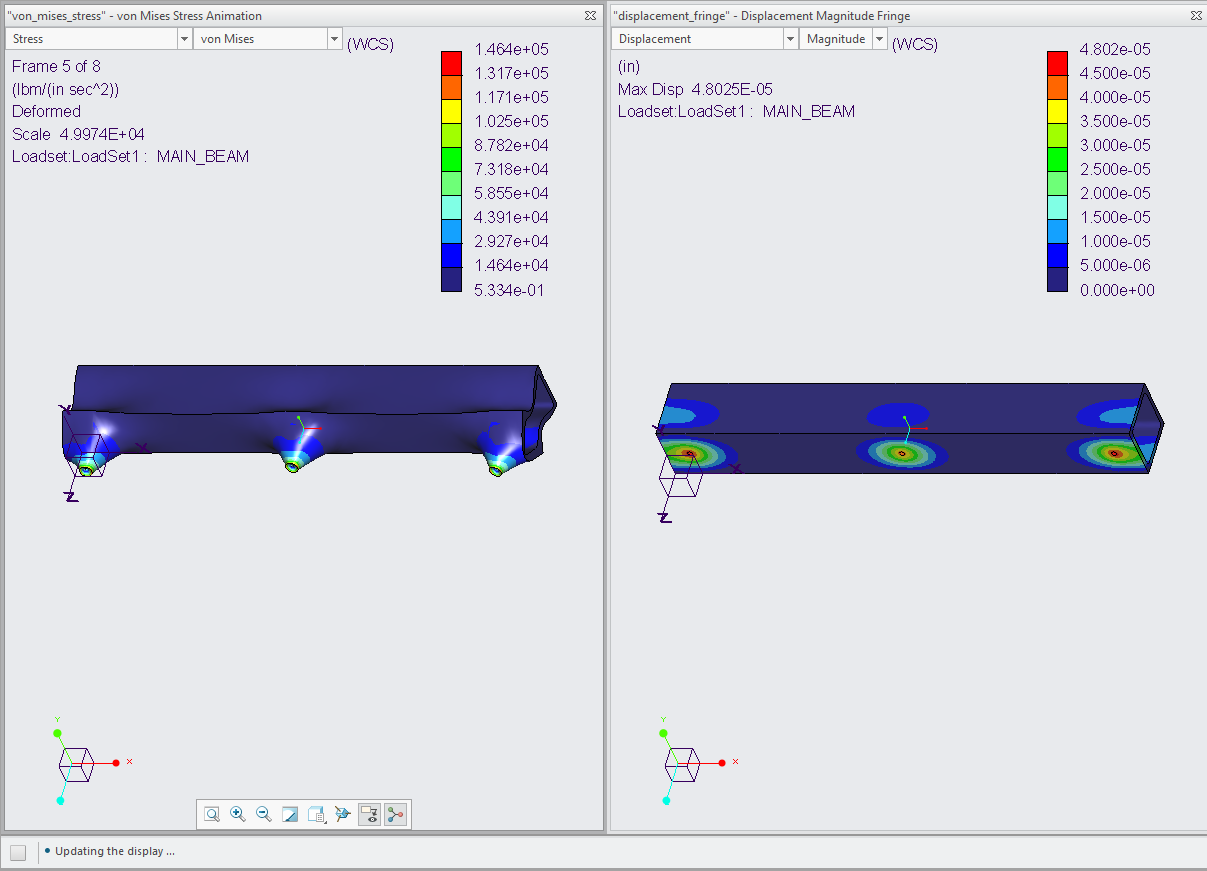 "von_mises_stress" - von Mises Stress Animation
Stress
von Mises
(WCS)
Frame 5 of 8
(lbm/(in sec^2))
Deformed
Scale 4.9974E+04
Loadset:LoadSet1 : MAIN_BEAM
1.464e+05
1.317e+05
1.171e+05
1.025e+05
8.782e+04
7.318e+04
5.855e+04
4.391e+04
2.927e+04
1.464e+04
5.334e-01
X
Z
Y
X
"displacement_fringe" - Displacement Magnitude Fringe
Displacement
Magnitude
(WCS)
(in)
Max Disp 4.8025E-05
Loadset:LoadSet1 : MAIN_BEAM
4.802e-05
4.500e-05
4.000e-05
3.500e-05
3.000e-05
2.500e-05
2.000e-05
1.500e-05
1.000e-05
5.000e-06
0.000e+00
X
Z
Y
X
Updating the display ...